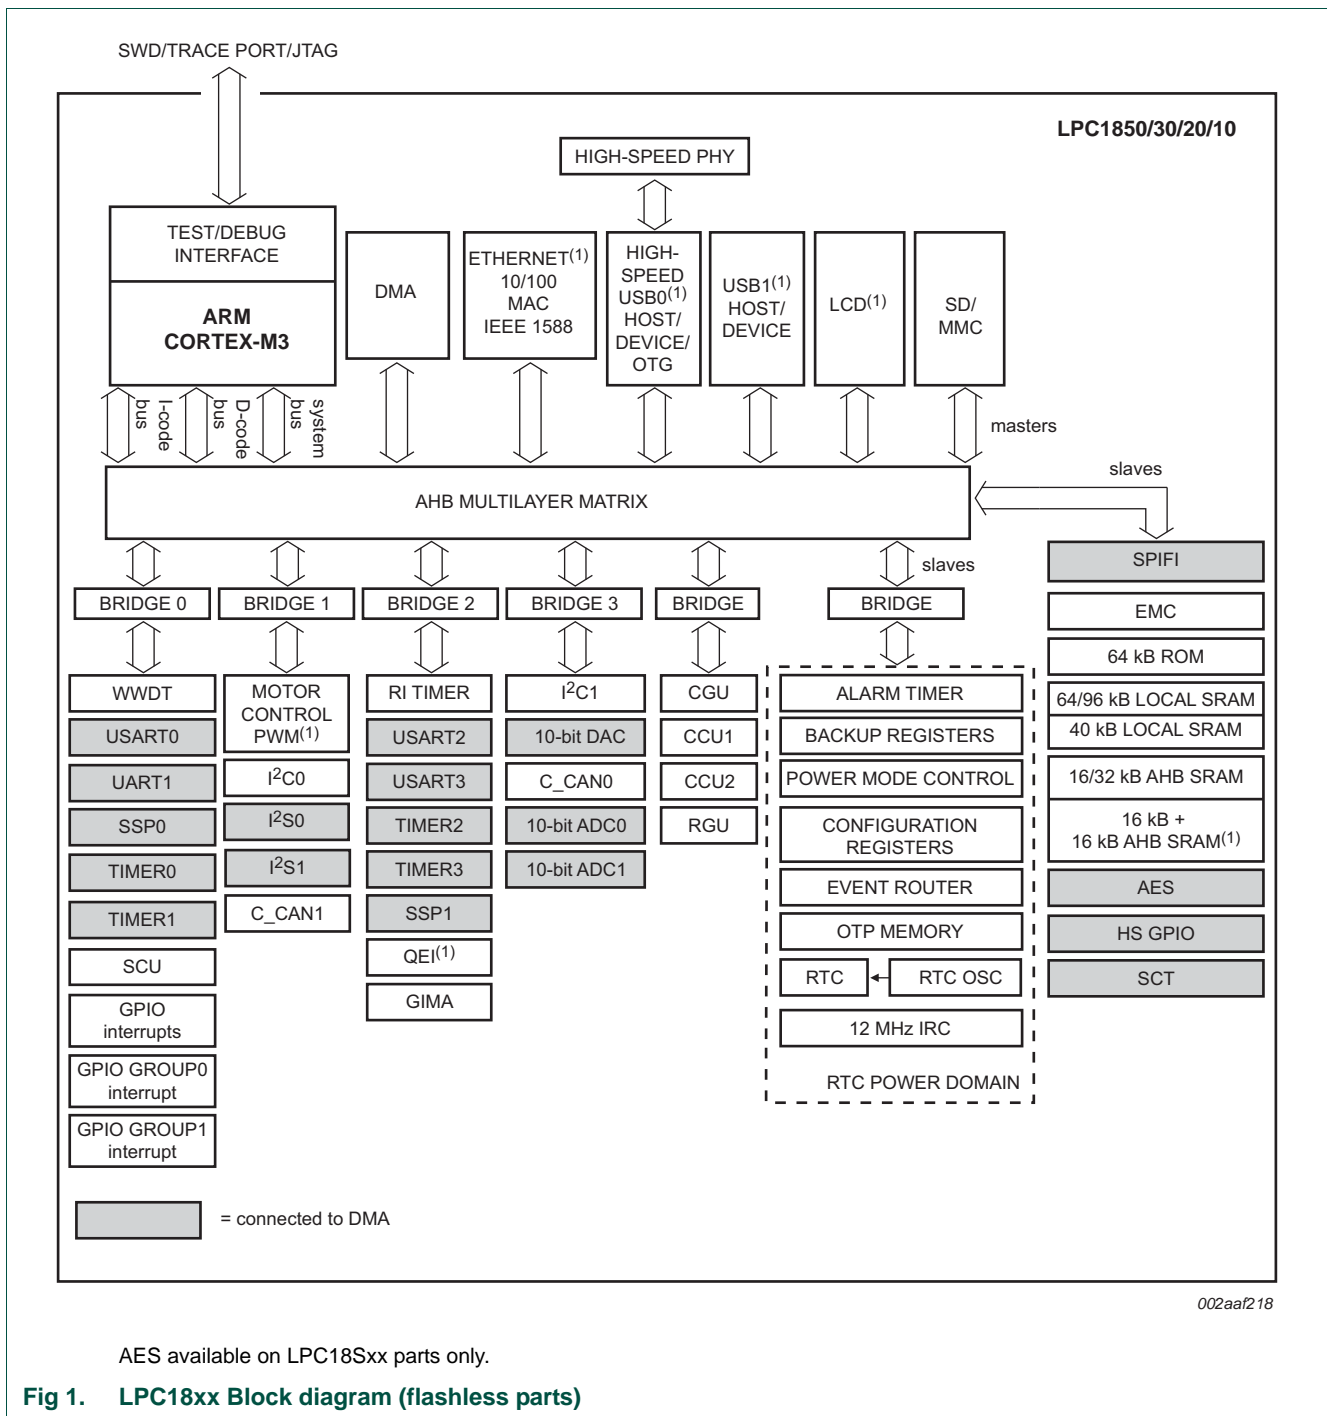 SWD/TRACE PORT/JTAG
LPC1850/30/20/10
HIGH-SPEED PHY
TEST/DEBUG
INTERFACE
ARM
CORTEX-M3
DMA
ETHERNET(1)
10/100
MAC
IEEE 1588
HIGH-
SPEED
USB0(1)
HOST/
DEVICE/
OTG
USB1(1)
HOST/
DEVICE
LCD(1)
SD/
MMC
I-code
bus
D-code
bus
system
bus
masters
slaves
AHB MULTILAYER MATRIX
slaves
BRIDGE 0
BRIDGE 1
BRIDGE 2
BRIDGE 3
BRIDGE
BRIDGE
WWDT
USART0
UART1
SSP0
TIMER0
TIMER1
SCU
GPIO
interrupts
GPIO GROUP0
interrupt
GPIO GROUP1
interrupt
MOTOR
CONTROL
PWM(1)
I2C0
I2S0
I2S1
C_CAN1
RI TIMER
USART2
USART3
TIMER2
TIMER3
SSP1
QEI(1)
GIMA
I2C1
10-bit DAC
C_CAN0
10-bit ADC0
10-bit ADC1
CGU
CCU1
CCU2
RGU
ALARM TIMER
BACKUP REGISTERS
POWER MODE CONTROL
CONFIGURATION
REGISTERS
EVENT ROUTER
OTP MEMORY
RTC
RTC OSC
12 MHz IRC
RTC POWER DOMAIN
SPIFI
EMC
64 kB ROM
64/96 kB LOCAL SRAM
40 kB LOCAL SRAM
16/32 kB AHB SRAM
16 kB +
16 kB AHB SRAM(1)
AES
HS GPIO
SCT
= connected to DMA
002aaf218
AES available on LPC18Sxx parts only.
Fig 1. LPC18xx Block diagram (flashless parts)